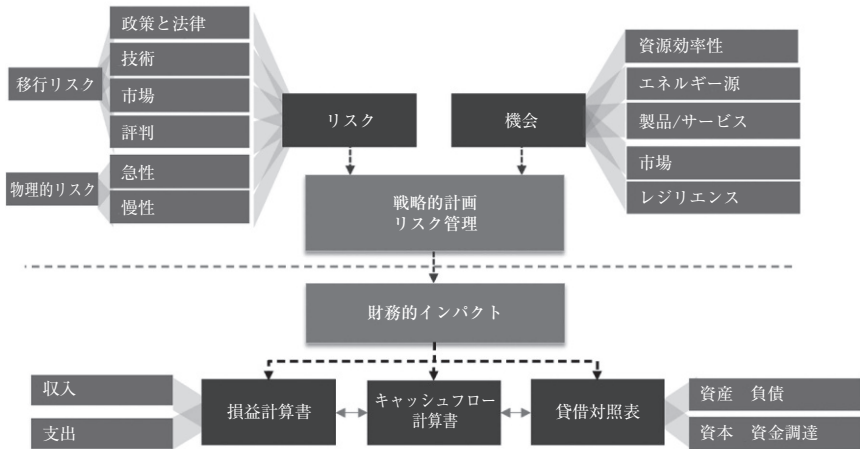 移行リスク
政策と法律
技術
市場
評判
物理的リスク
急性
慢性
リスク
機会
資源効率性
エネルギー源
製品/サービス
市場
レジリエンス
戦略的計画
リスク管理
財務的インパクト
収入
支出
損益計算書
キャッシュフロー
計算書
貸借対照表
資産　負債
資本　資金調達